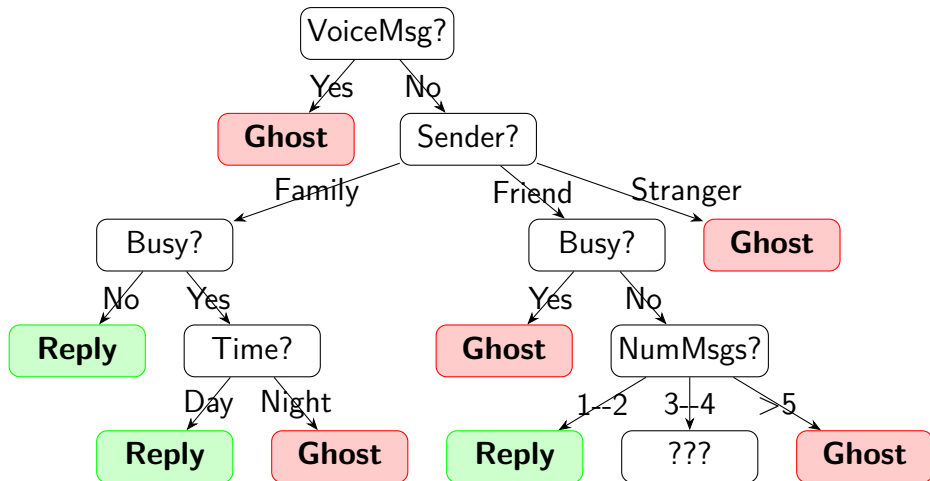 VoiceMsg?
Yes
No
Ghost
Sender?
Family
Friend
Stranger
Busy?
Busy?
Ghost
No
Yes
Yes
No
Reply
Time?
Ghost
NumMsgs?
Day
Night
1--2
3--4
>5
Reply
Ghost
Reply
???
Ghost